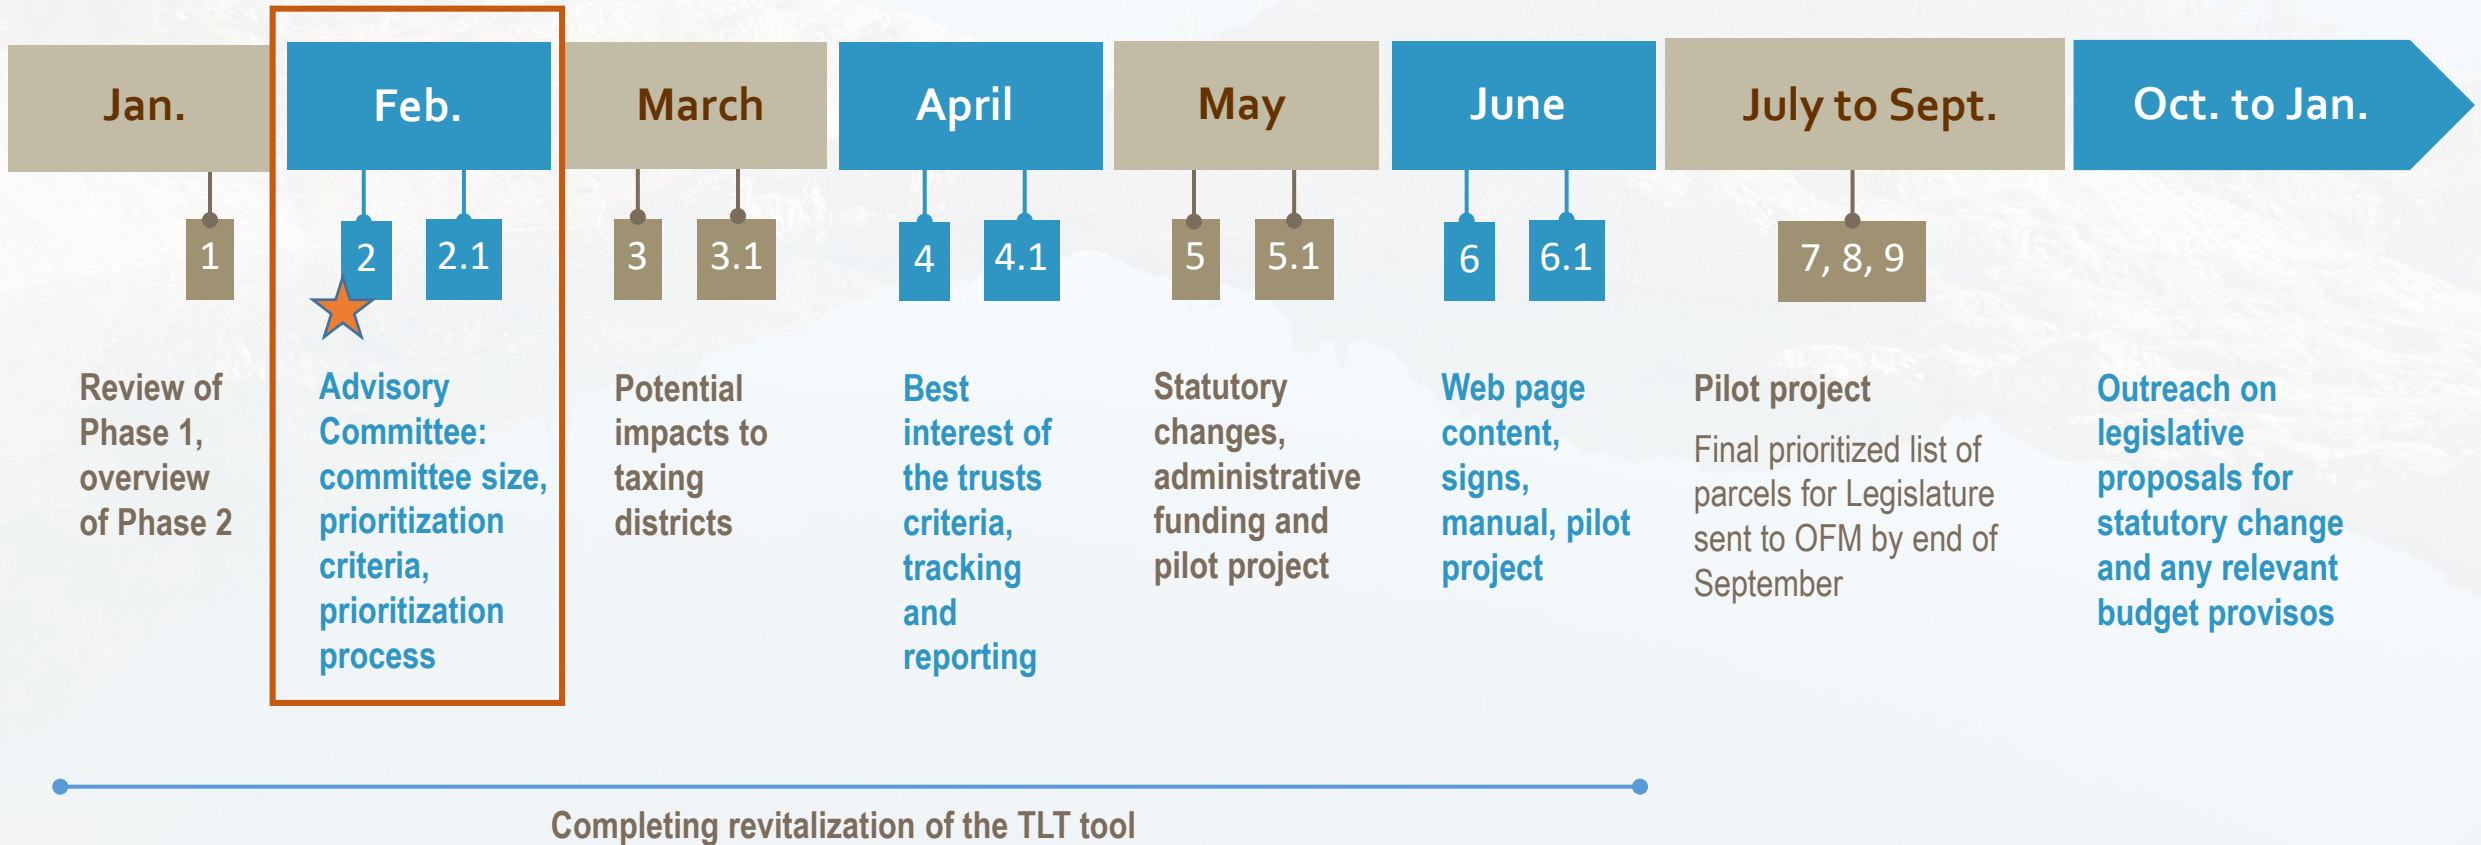 Jan.
Feb.
March
April
May
June
July to Sept.
Oct. to Jan.
1
2
2.1
3
3.1
4
4.1
5
5.1
6
6.1
7, 8, 9
Review of
Phase 1,
overview
of Phase 2
Advisory
Committee:
committee size,
prioritization
criteria,
prioritization
process
Potential
impacts to
taxing
districts
Best
interest of
the trusts
criteria,
tracking
and
reporting
Statutory
changes,
administrative
funding and
pilot project
Web page
content,
signs,
manual, pilot
project
Pilot project
Final prioritized list of
parcels for Legislature
sent to OFM by end of
September
Outreach on
legislative
proposals for
statutory change
and any relevant
budget provisos
Completing revitalization of the TLT tool